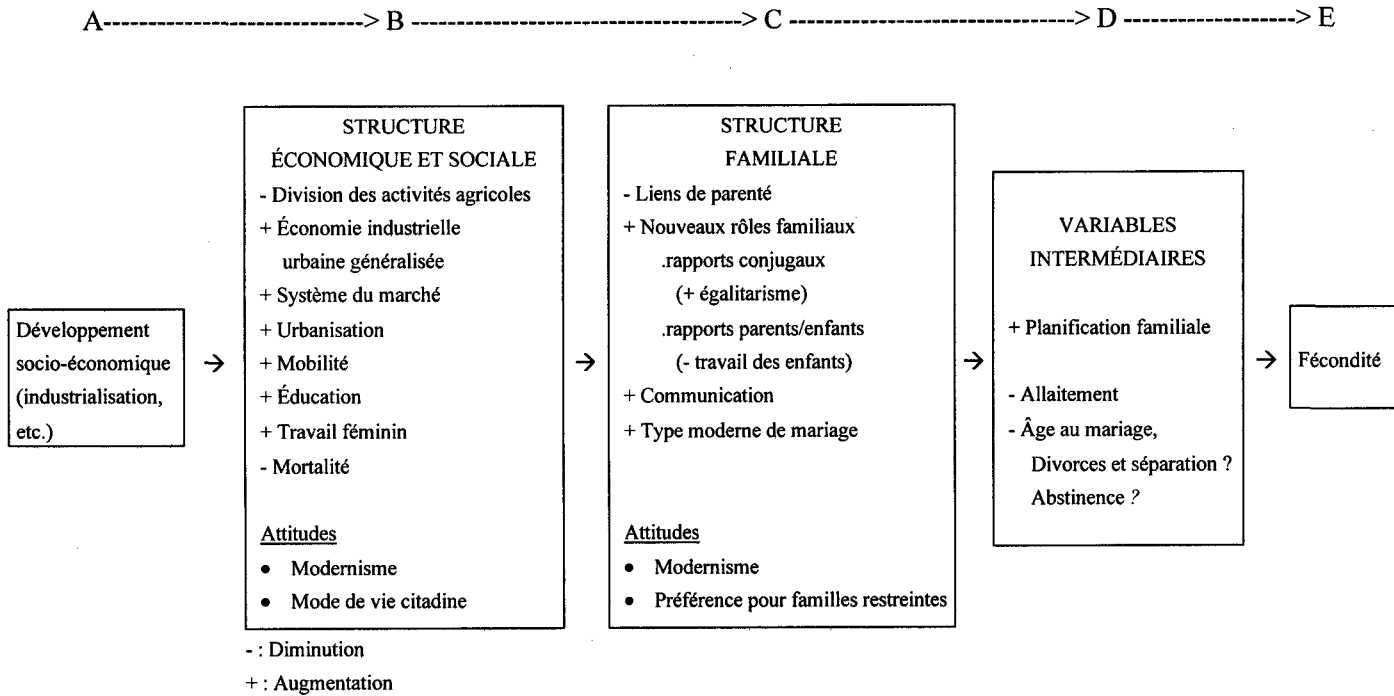 A---------------------------> B ----------------------------------> C ------------------------------> D ------------------> E
Développement
socio-économique
(industrialisation,
etc.)
→
STRUCTURE
ÉCONOMIQUE ET SOCIALE
- Division des activités agricoles
+ Économie industrielle
urbaine généralisée
+ Système du marché
+ Urbanisation
+ Mobilité
+ Éducation
+ Travail féminin
- Mortalité
Attitudes
• Modernisme
• Mode de vie citadine
→
STRUCTURE
FAMILIALE
- Liens de parenté
+ Nouveaux rôles familiaux
.rapports conjugaux
(+ égalitarisme)
.rapports parents/enfants
(- travail des enfants)
+ Communication
+ Type moderne de mariage
Attitudes
• Modernisme
• Préférence pour familles restreintes
→
VARIABLES
INTERMÉDIAIRES
+ Planification familiale
- Allaitement
- Âge au mariage,
Divorces et séparation ?
Abstinence ?
→
Fécondité
- : Diminution
+ : Augmentation